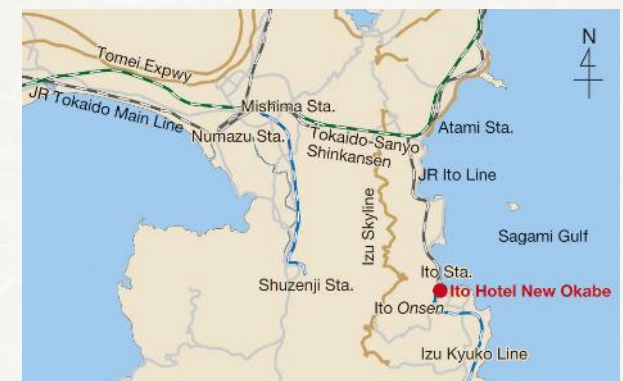 N
Tomei Expwy
JR Tokaido Main Line
Mishima Sta.
Numazu Sta.
Tokaido-Sanyo
Shinkansen
Atami Sta.
JR Ito Line
Izu Skyline
Sagami Gulf
Shuzenji Sta.
Ito Sta.
Ito Hotel New Okabe
Ito Onsen
Izu Kyuko Line